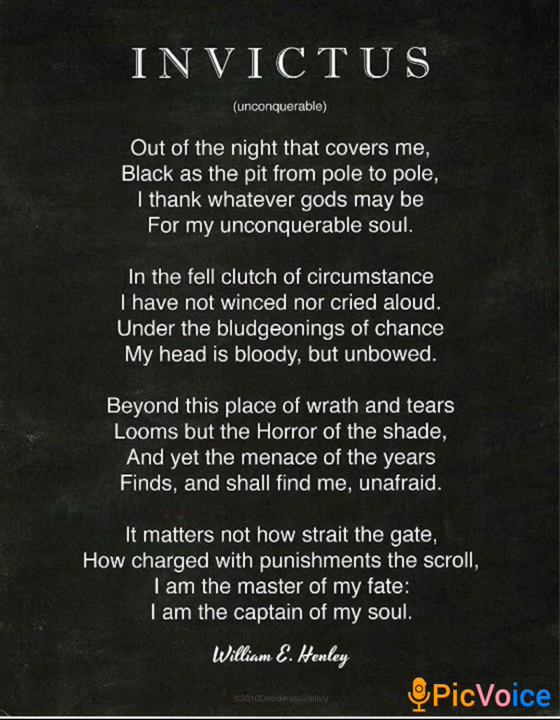 INVICTUS
(unconquerable)
Out of the night that covers me,
Black as the pit from pole to pole,
I thank whatever gods may be
For my unconquerable soul.
In the fell clutch of circumstance
I have not winced nor cried aloud.
Under the bludgeonings of chance
My head is bloody, but unbowed.
Beyond this place of wrath and tears
Looms but the Horror of the shade,
And yet the menace of the years
Finds, and shall find me, unafraid.
It matters not how strait the gate,
How charged with punishments the scroll,
I am the master of my fate:
I am the captain of my soul.
William E. Henley
©2010DesiderataGallery
PicVoice